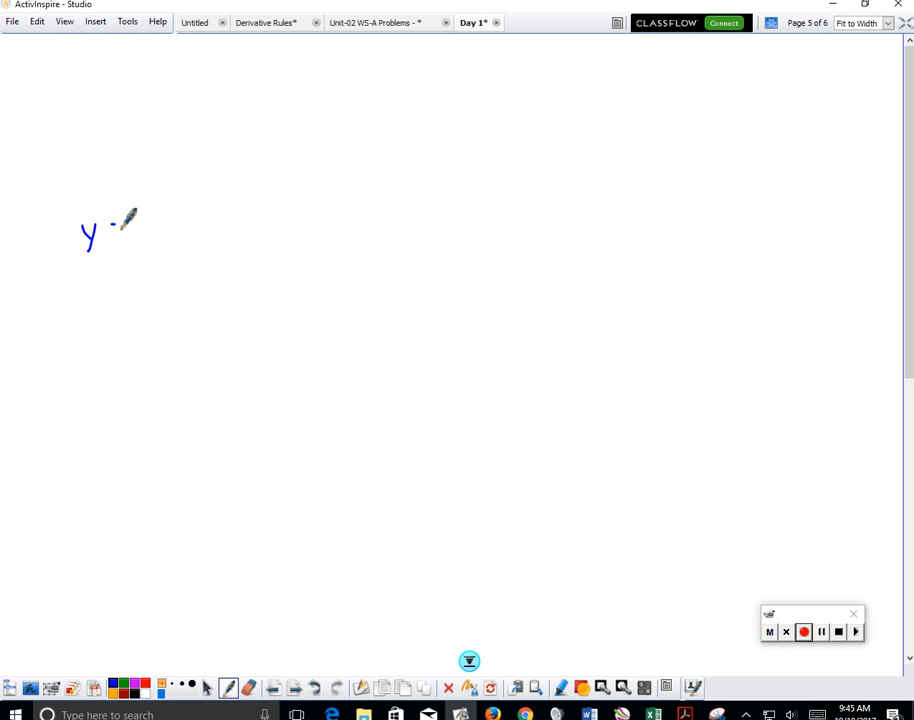 ActivInspire - Studio
File Edit View Insert Tools Help Untitled Derivative Rules* Unit-02 WS-A Problems - * Day 1* CLASSFLOW Connect Page 5 of 6 Fit to Width
y -
M
Type here to search
9:45 AM